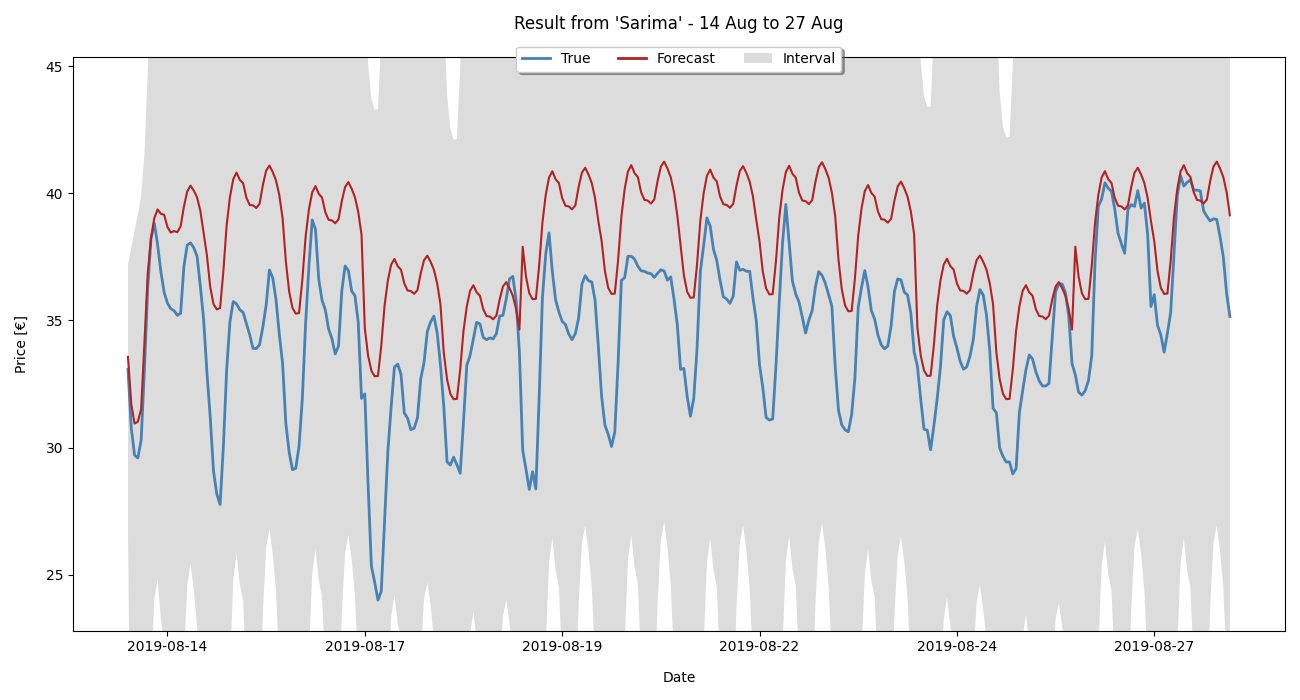 Result from 'Sarima' - 14 Aug to 27 Aug
True Forecast Interval
45
40
35
30
25
Price [€]
2019-08-14 2019-08-17 2019-08-19 2019-08-22 2019-08-24 2019-08-27
Date